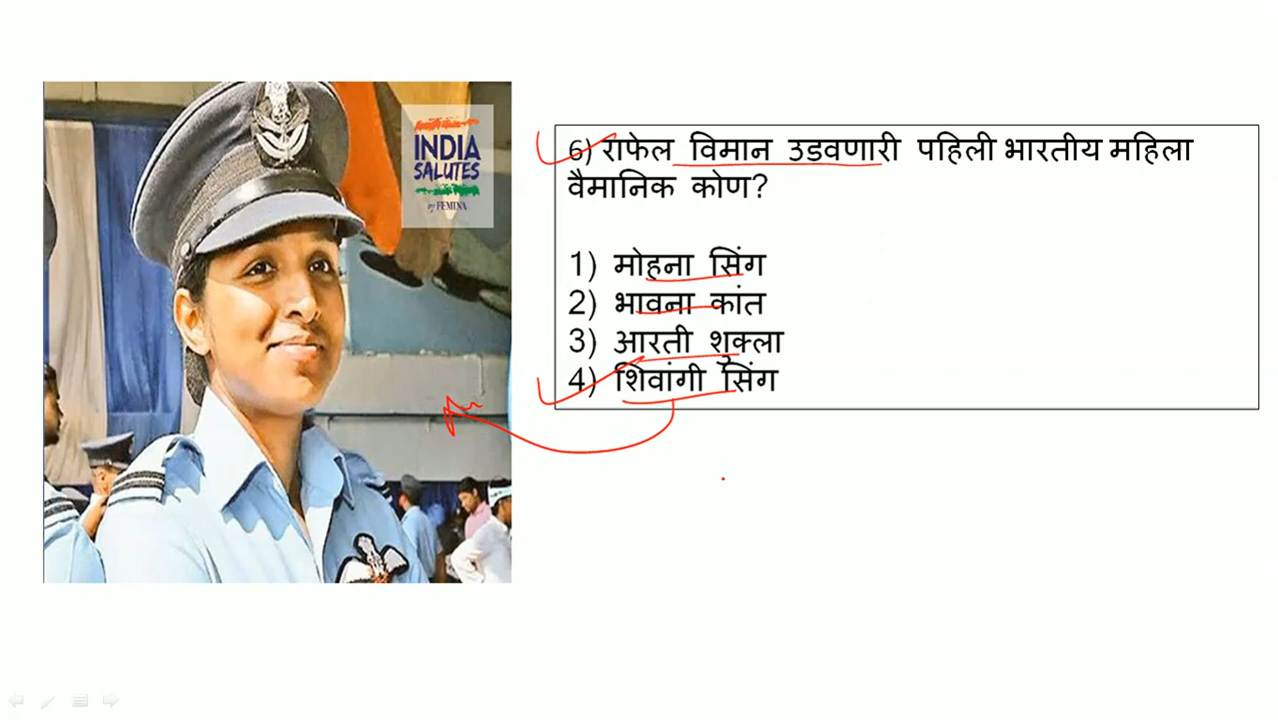 INDIA
SALUTES
by FEMINA
6) राफेल विमान उडवणारी पहिली भारतीय महिला
वैमानिक कोण?
1) मोहना सिंग
2) भावना कांत
3) आरती शुक्ला
4) शिवांगी सिंग